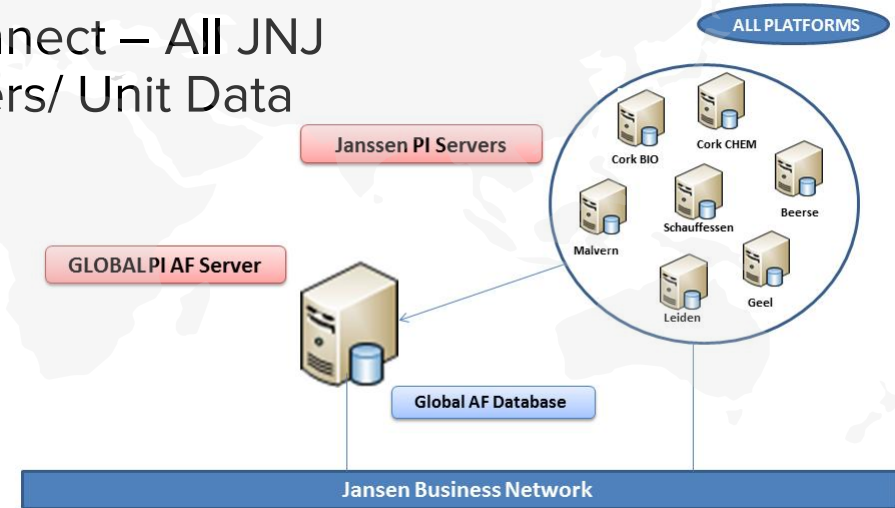 nnect – All JNJ
ers/ Unit Data
ALL PLATFORMS
Janssen PI Servers
Cork BIO
Cork CHEM
Beerse
Schauffessen
Malvern
Geel
Leiden
GLOBAL PI AF Server
Global AF Database
Jansen Business Network